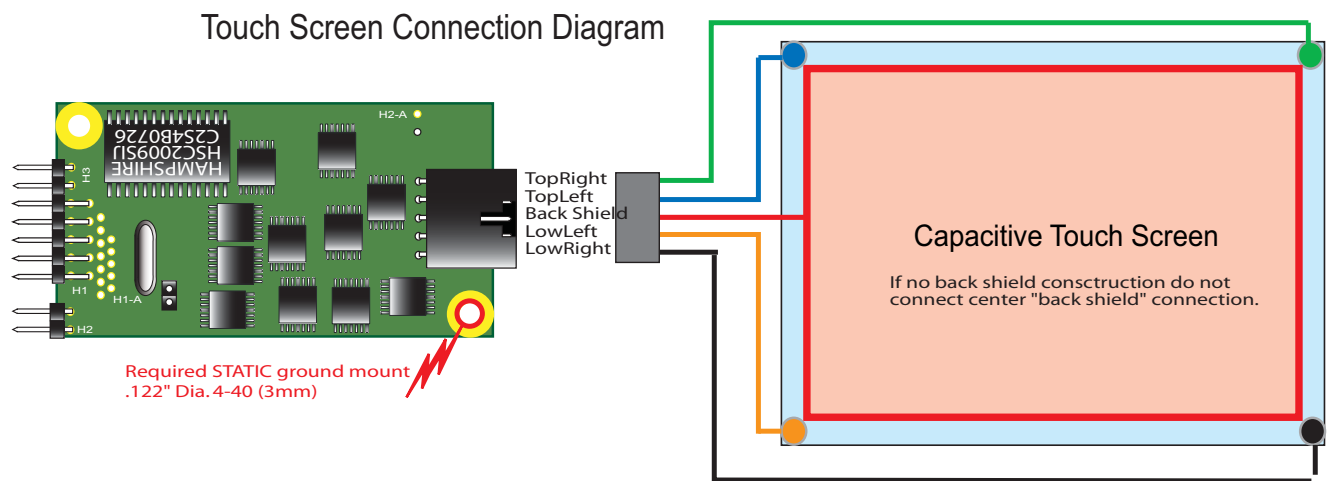 Touch Screen Connection Diagram
H2-A
HAMPSHIRE
HSC2009SIJ
C2S4B0726
H3
TopRight
TopLeft
Back Shield
LowLeft
LowRight
Capacitive Touch Screen
If no back shield consctruction do not
connect center "back shield" connection.
H1
H1-A
H2
Required STATIC ground mount
.122" Dia. 4-40 (3mm)